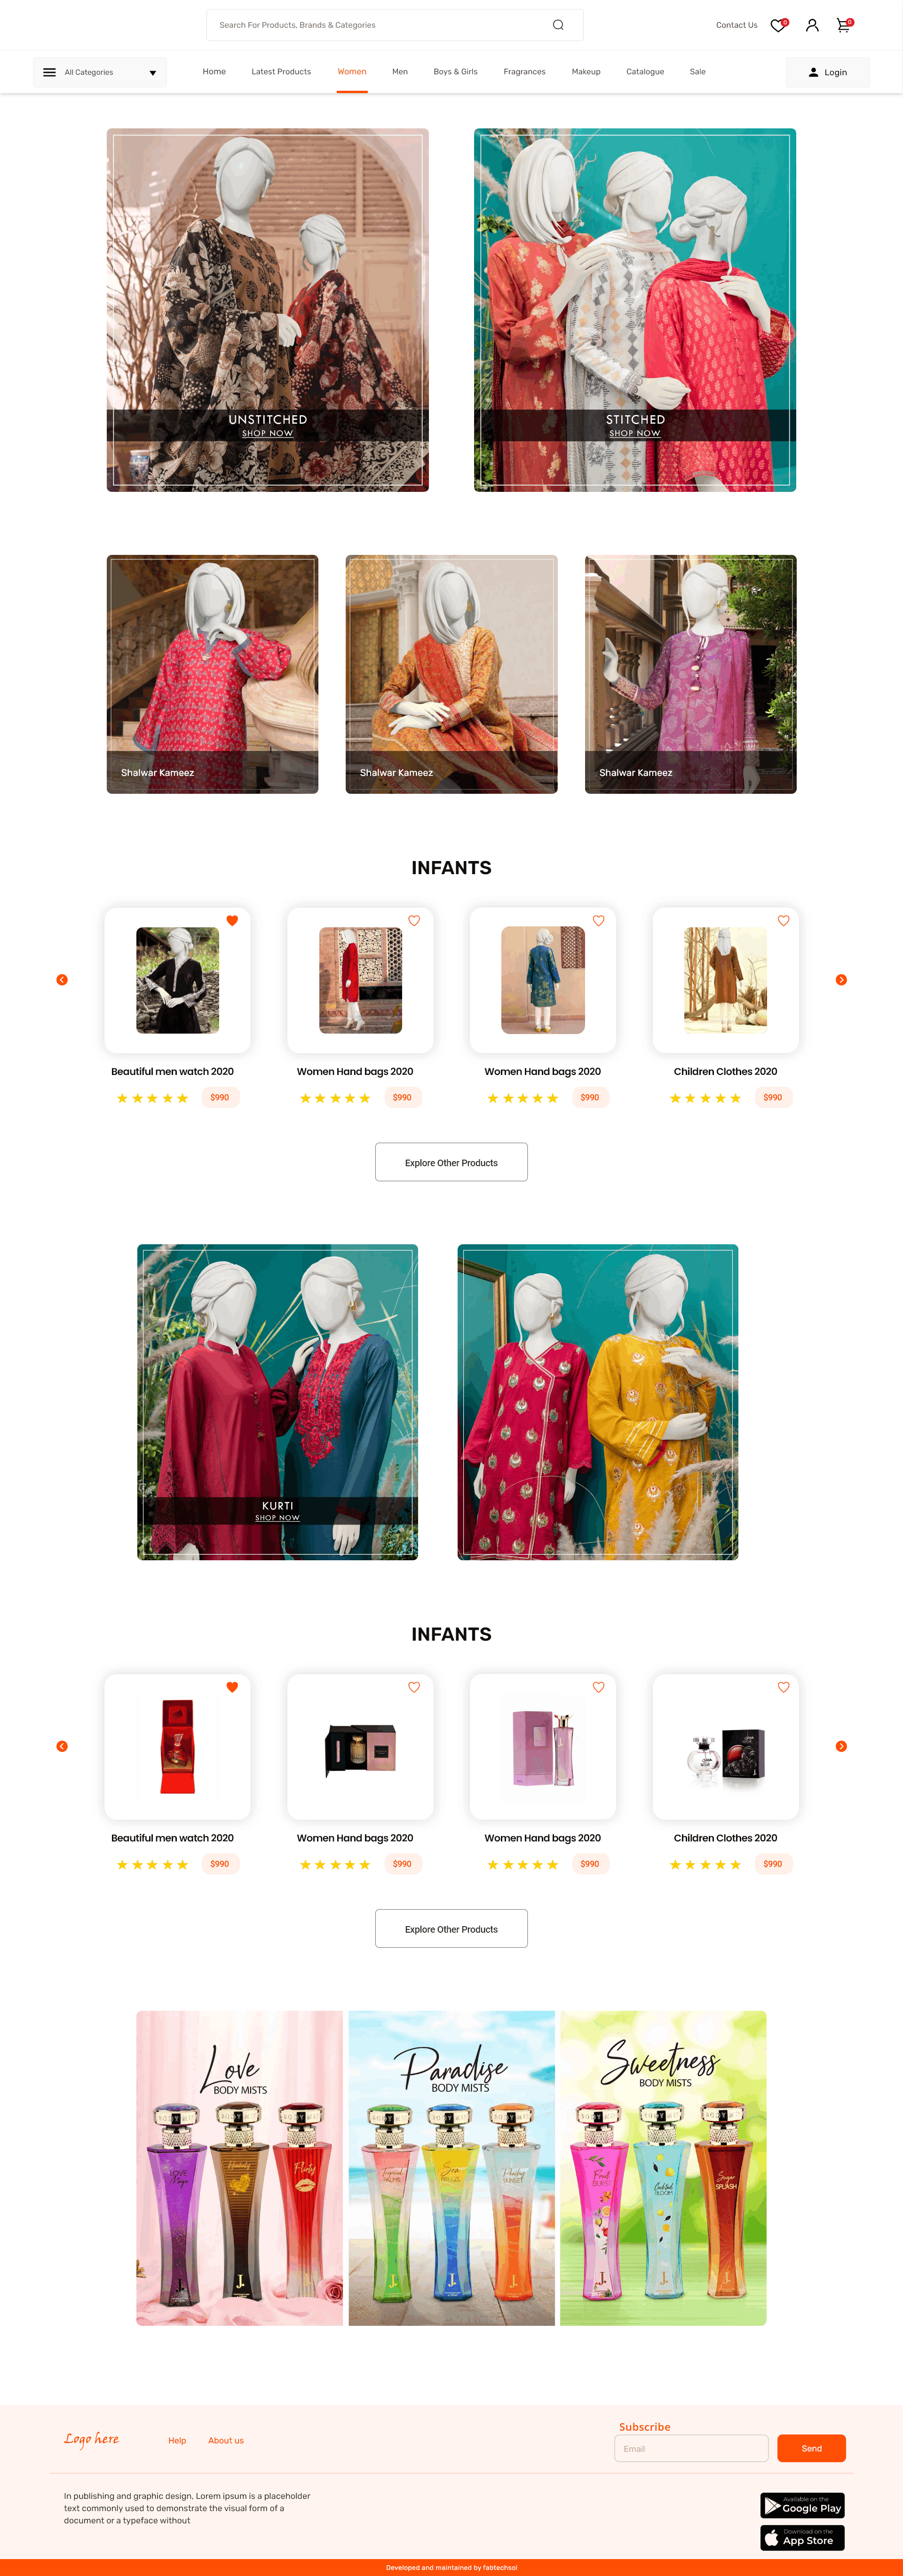 Search For Products, Brands & Categories
Contact Us
0
0
All Categories
Home
Latest Products
Women
Men
Boys & Girls
Fragrances
Makeup
Catalogue
Sale
Login
UNSTITCHED
SHOP NOW
STITCHED
SHOP NOW
Shalwar Kameez
Shalwar Kameez
Shalwar Kameez
INFANTS
Beautiful men watch 2020
Women Hand bags 2020
Women Hand bags 2020
Children Clothes 2020
$990
$990
$990
$990
Explore Other Products
KURTI
SHOP NOW
INFANTS
Beautiful men watch 2020
Women Hand bags 2020
Women Hand bags 2020
Children Clothes 2020
$990
$990
$990
$990
Explore Other Products
Love
BODY MISTS
Paradise
BODY MISTS
Sweetness
BODY MISTS
LOVE
Flirty
SUNSET
Fruit
BURST
Sugar
SPLASH
J.
J.
J.
Logo here
Help
About us
Subscribe
Email
Send
In publishing and graphic design, Lorem ipsum is a placeholder
text commonly used to demonstrate the visual form of a
document or a typeface without
Available on the
Google Play
Download on the
App Store
Developed and maintained by fabtechsol